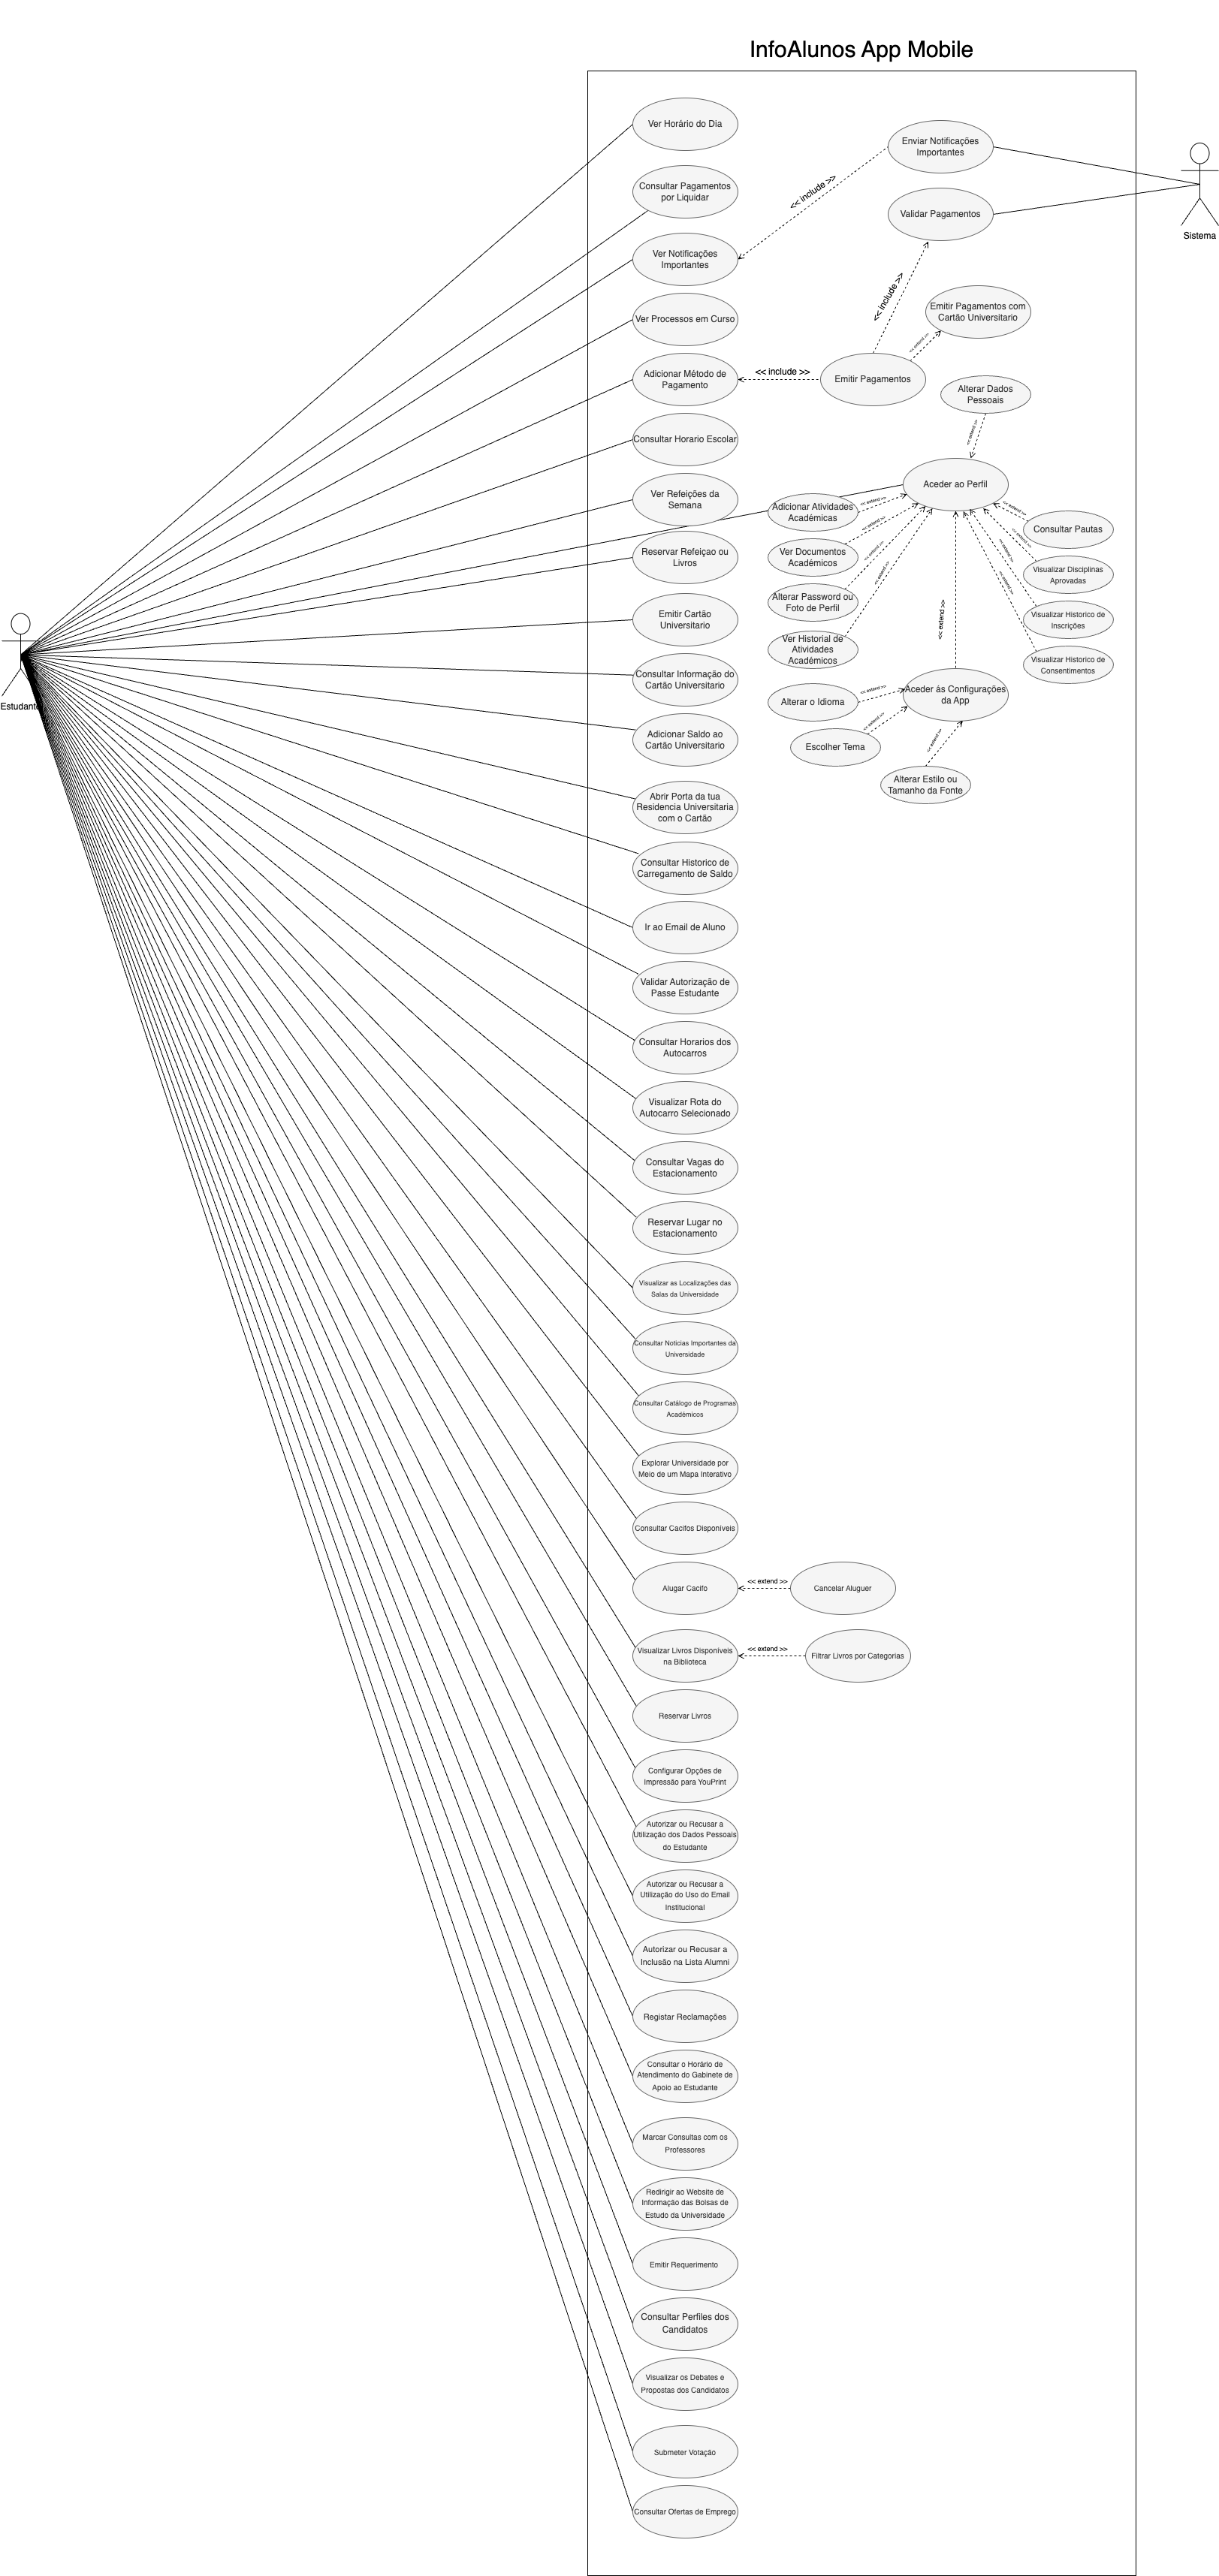 InfoAlunos App Mobile
Ver Horário do Dia
Enviar Notificações
Importantes
Consultar Pagamentos
por Liquidar
<< include >>
Validar Pagamentos
Sistema
Ver Notificações
Importantes
<< include >>
Ver Processos em Curso
Emitir Pagamentos com
Cartão Universitario
<< extend >>
Adicionar Método de
Pagamento
<< include >>
Emitir Pagamentos
Alterar Dados
Pessoais
<< extend >>
Consultar Horario Escolar
Aceder ao Perfil
Ver Refeições da
Semana
Adicionar Atividades
Académicas
<< extend >>
<< extend >>
Consultar Pautas
<< extend >>
<< extend >>
Reservar Refeiçao ou
Livros
Ver Documentos
Académicos
<< extend >>
<< extend >>
Visualizar Disciplinas
Aprovadas
<< extend >>
<< extend >>
Alterar Password ou
Foto de Perfil
Emitir Cartão
Universitario
<< extend >>
Visualizar Historico de
Inscrições
Ver Historial de
Atividades
Académicos
Visualizar Historico de
Consentimentos
Estudante
Consultar Informação do
Cartão Universitario
Alterar o Idioma
<< extend >>
Aceder ás Configurações
da App
Adicionar Saldo ao
Cartão Universitario
Escolher Tema
<< extend >>
<< extend >>
Alterar Estilo ou
Tamanho da Fonte
Abrir Porta da tua
Residencia Universitaria
com o Cartão
Consultar Historico de
Carregamento de Saldo
Ir ao Email de Aluno
Validar Autorização de
Passe Estudante
Consultar Horarios dos
Autocarros
Visualizar Rota do
Autocarro Selecionado
Consultar Vagas do
Estacionamento
Reservar Lugar no
Estacionamento
Visualizar as Localizações das
Salas da Universidade
Consultar Noticias Importantes da
Universidade
Consultar Catálogo de Programas
Académicos
Explorar Universidade por
Meio de um Mapa Interativo
Consultar Cacifos Disponíveis
Alugar Cacifo
<< extend >>
Cancelar Aluguer
Visualizar Livros Disponíveis
na Biblioteca
<< extend >>
Filtrar Livros por Categorias
Reservar Livros
Configurar Opções de
Impressão para YouPrint
Autorizar ou Recusar a
Utilização dos Dados Pessoais
do Estudante
Autorizar ou Recusar a
Utilização do Uso do Email
Institucional
Autorizar ou Recusar a
Inclusão na Lista Alumni
Registar Reclamações
Consultar o Horário de
Atendimento do Gabinete de
Apoio ao Estudante
Marcar Consultas com os
Professores
Redirigir ao Website de
Informação das Bolsas de
Estudo da Universidade
Emitir Requerimento
Consultar Perfiles dos
Candidatos
Visualizar os Debates e
Propostas dos Candidatos
Submeter Votação
Consultar Ofertas de Emprego